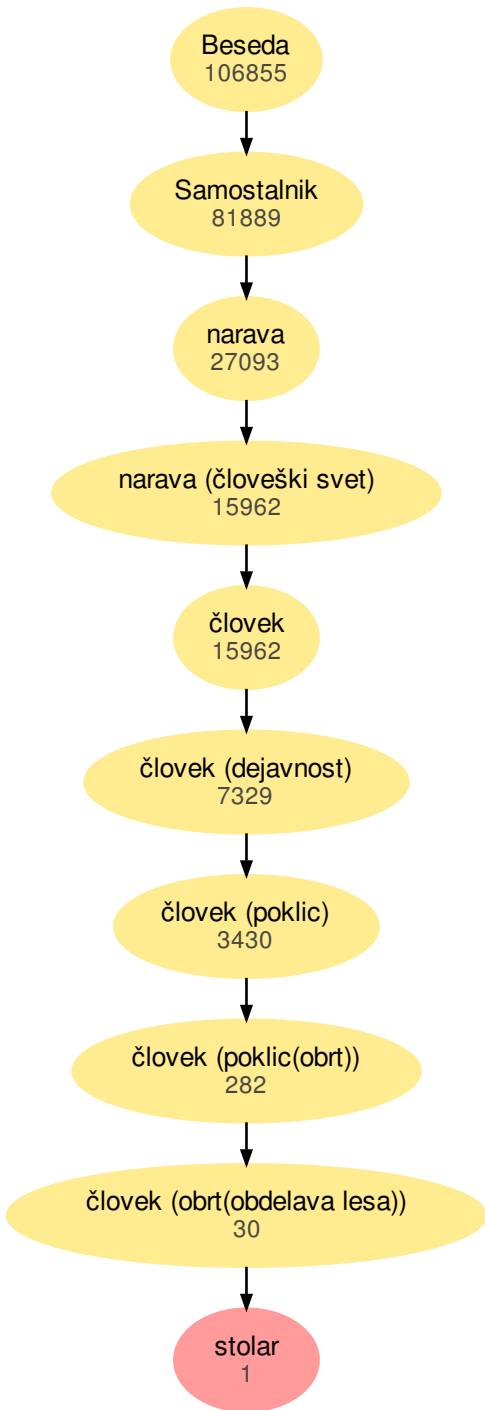 Beseda
106855
Samostalnik
81889
narava
27093
narava (človeški svet)
15962
človek
15962
človek (dejavnost)
7329
človek (poklic)
3430
človek (poklic(obrt))
282
človek (obrt(obdelava lesa))
30
stolar
1